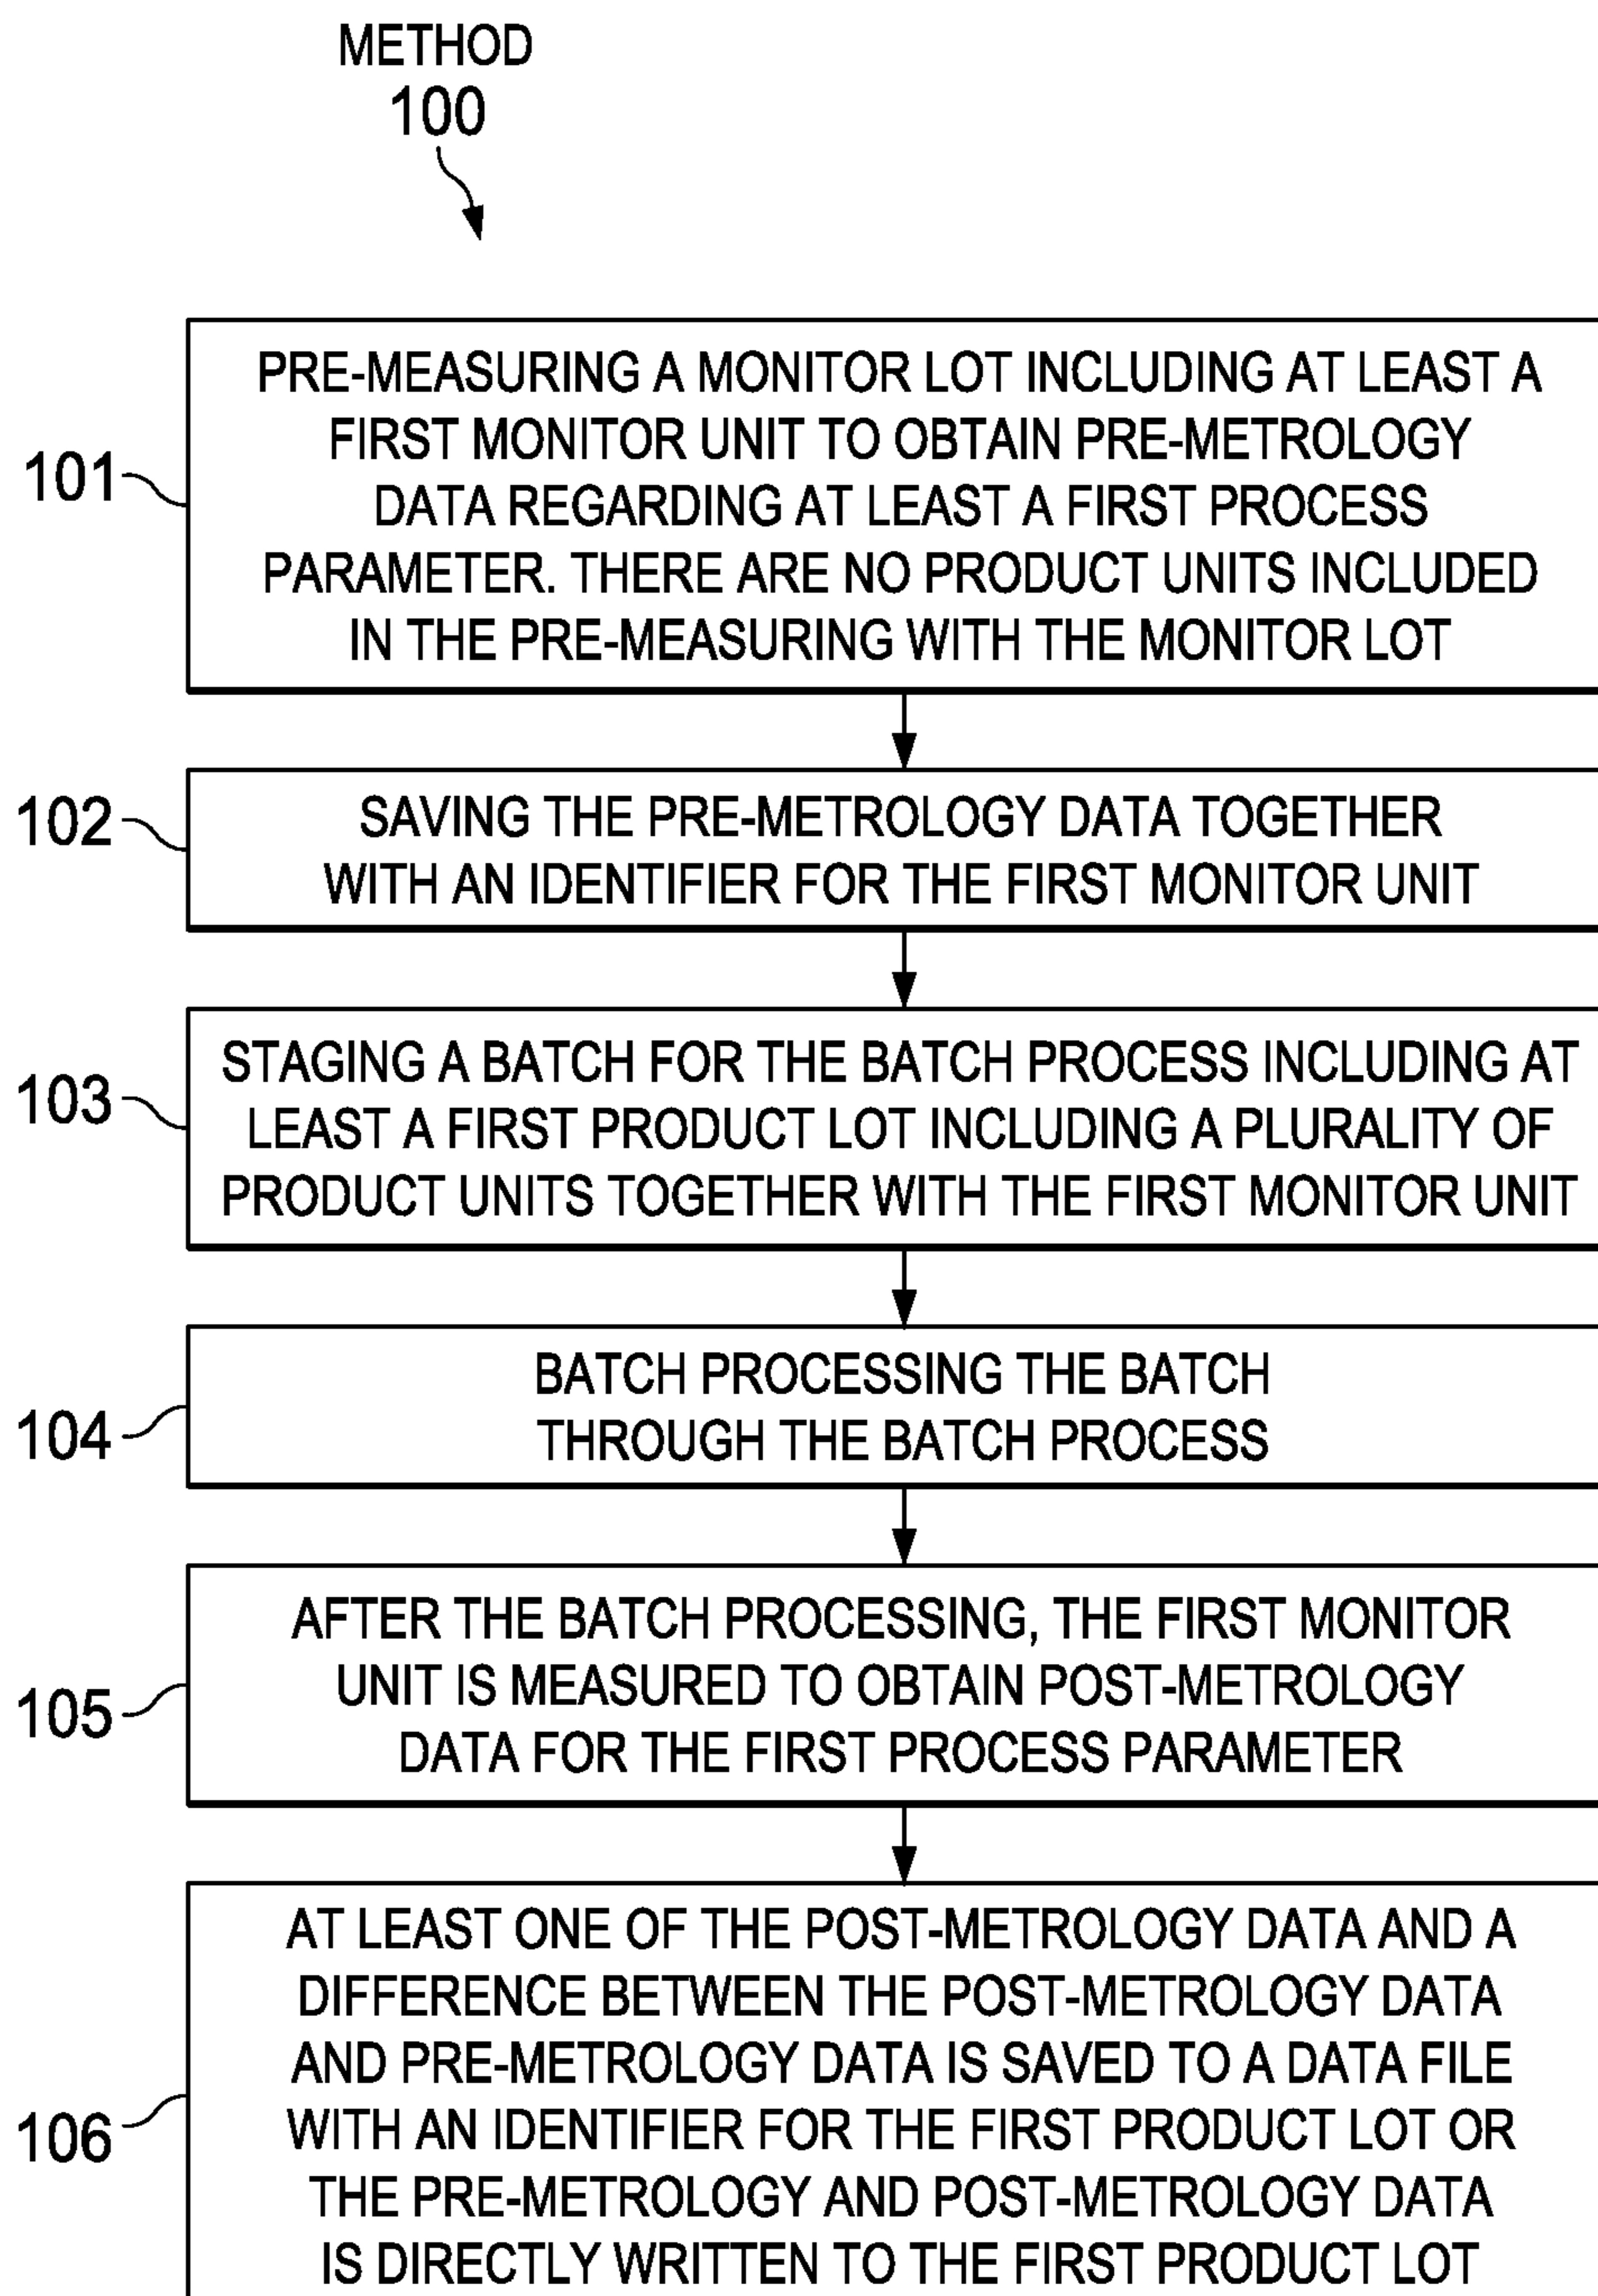 METHOD
100
101
PRE-MEASURING A MONITOR LOT INCLUDING AT LEAST A
FIRST MONITOR UNIT TO OBTAIN PRE-METROLOGY
DATA REGARDING AT LEAST A FIRST PROCESS
PARAMETER. THERE ARE NO PRODUCT UNITS INCLUDED
IN THE PRE-MEASURING WITH THE MONITOR LOT
102
SAVING THE PRE-METROLOGY DATA TOGETHER
WITH AN IDENTIFIER FOR THE FIRST MONITOR UNIT
103
STAGING A BATCH FOR THE BATCH PROCESS INCLUDING AT
LEAST A FIRST PRODUCT LOT INCLUDING A PLURALITY OF
PRODUCT UNITS TOGETHER WITH THE FIRST MONITOR UNIT
104
BATCH PROCESSING THE BATCH
THROUGH THE BATCH PROCESS
105
AFTER THE BATCH PROCESSING, THE FIRST MONITOR
UNIT IS MEASURED TO OBTAIN POST-METROLOGY
DATA FOR THE FIRST PROCESS PARAMETER
106
AT LEAST ONE OF THE POST-METROLOGY DATA AND A
DIFFERENCE BETWEEN THE POST-METROLOGY DATA
AND PRE-METROLOGY DATA IS SAVED TO A DATA FILE
WITH AN IDENTIFIER FOR THE FIRST PRODUCT LOT OR
THE PRE-METROLOGY AND POST-METROLOGY DATA
IS DIRECTLY WRITTEN TO THE FIRST PRODUCT LOT